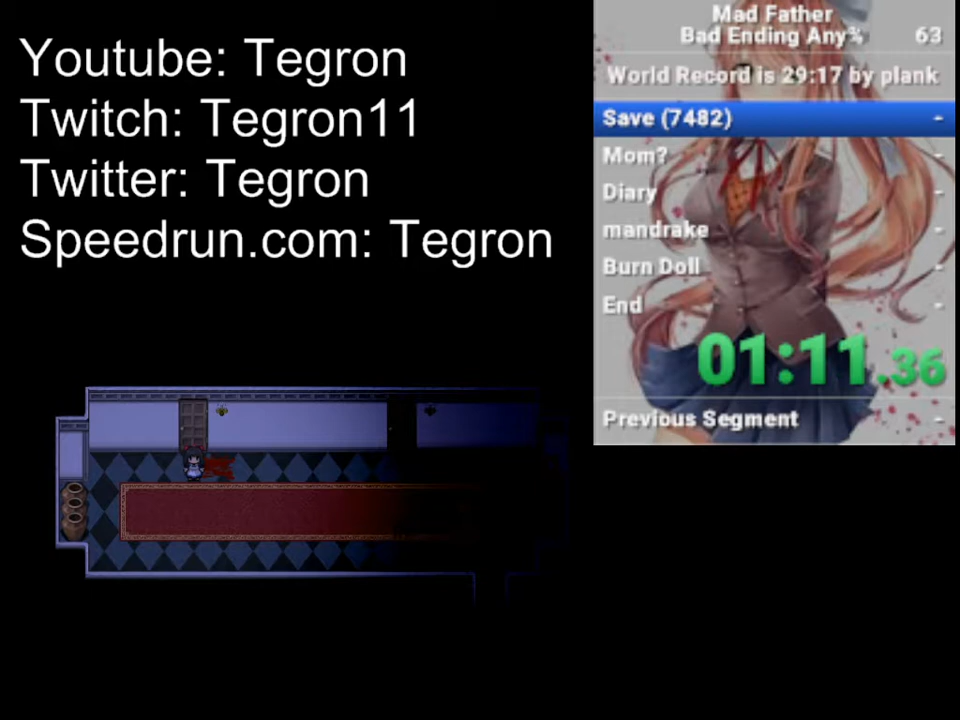 Youtube: Tegron
Twitch: Tegron11
Twitter: Tegron
Speedrun.com: Tegron
Mad Father
Bad Ending Any% 63
World Record is 29:17 by plank
Save (7482) -
Mom? -
Diary -
mandrake -
Burn Doll -
End -
01:11.36
Previous Segment -